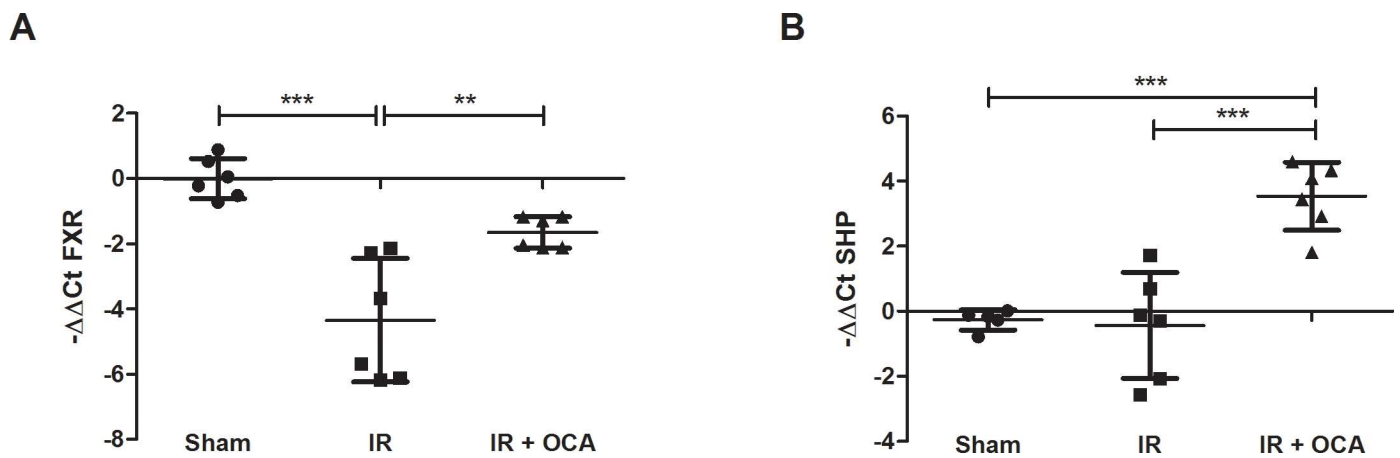 A
*** **
2
0
-2
-4
-6
-8
-ΔΔCt FXR
Sham IR IR + OCA
B
***
***
6
4
2
0
-2
-4
-ΔΔCt SHP
Sham IR IR + OCA